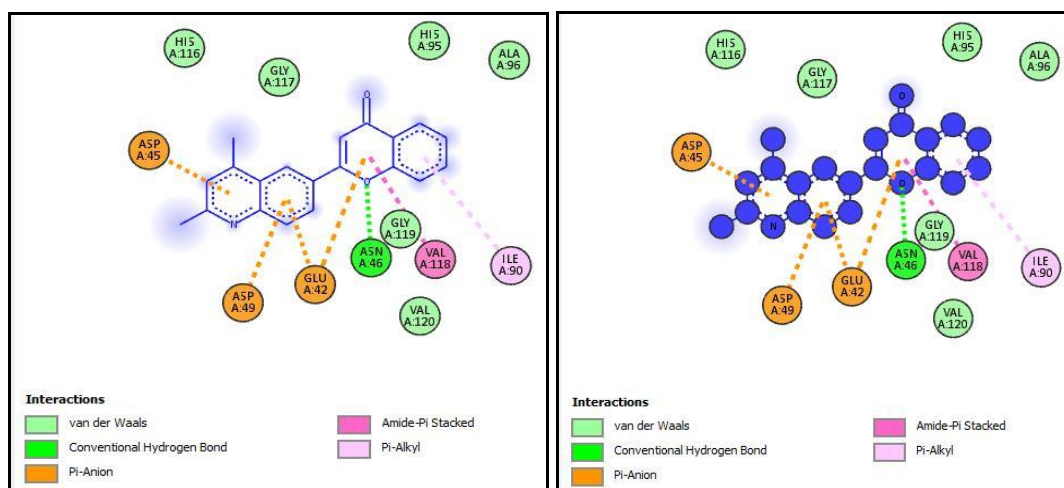 HIS
A:116
GLY
A:117
HIS
A:95
ALA
A:96
ASP
A:45
O
O
N
GLY
A:119
ASN
A:46
VAL
A:118
ILE
A:90
GLU
A:42
ASP
A:49
VAL
A:120
Interactions
van der Waals
Conventional Hydrogen Bond
Pi-Anion
Amide-Pi Stacked
Pi-Alkyl
HIS
A:116
GLY
A:117
HIS
A:95
ALA
A:96
ASP
A:45
O
O
N
GLY
A:119
ASN
A:46
VAL
A:118
ILE
A:90
GLU
A:42
ASP
A:49
VAL
A:120
Interactions
van der Waals
Conventional Hydrogen Bond
Pi-Anion
Amide-Pi Stacked
Pi-Alkyl